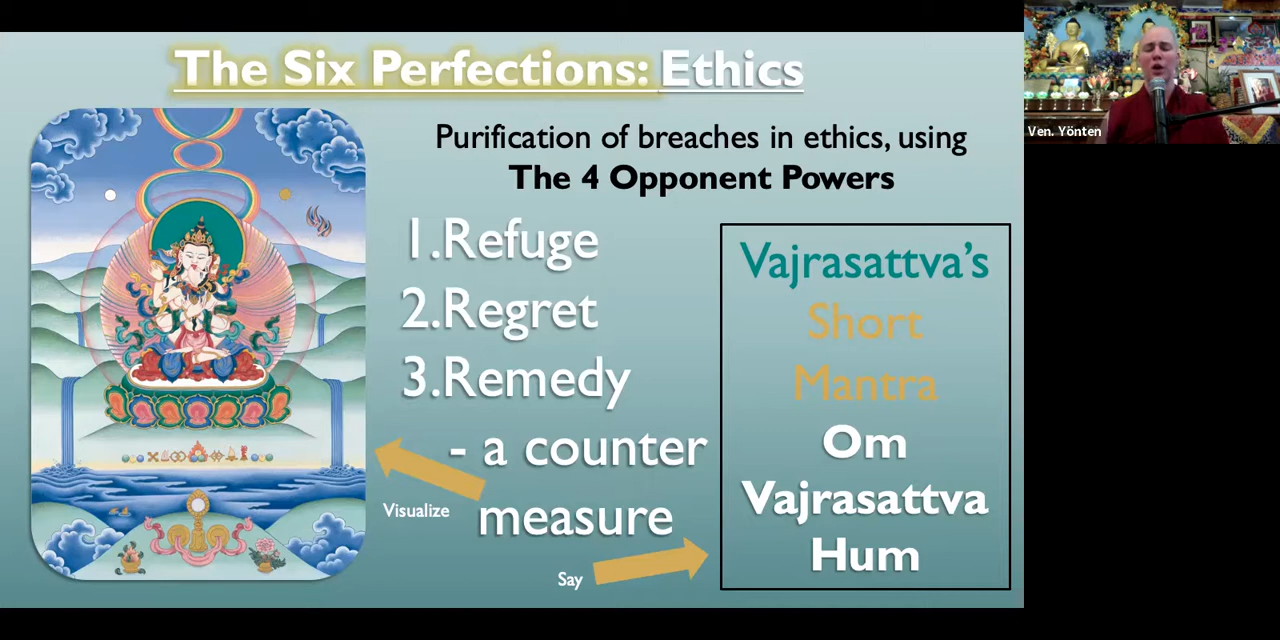 The Six Perfections: Ethics
Purification of breaches in ethics, using
The 4 Opponent Powers
1.Refuge
2.Regret
3.Remedy
- a counter
measure
Visualize
Say
Vajrasattva's
Short
Mantra
Om
Vajrasattva
Hum
Ven. Yönten